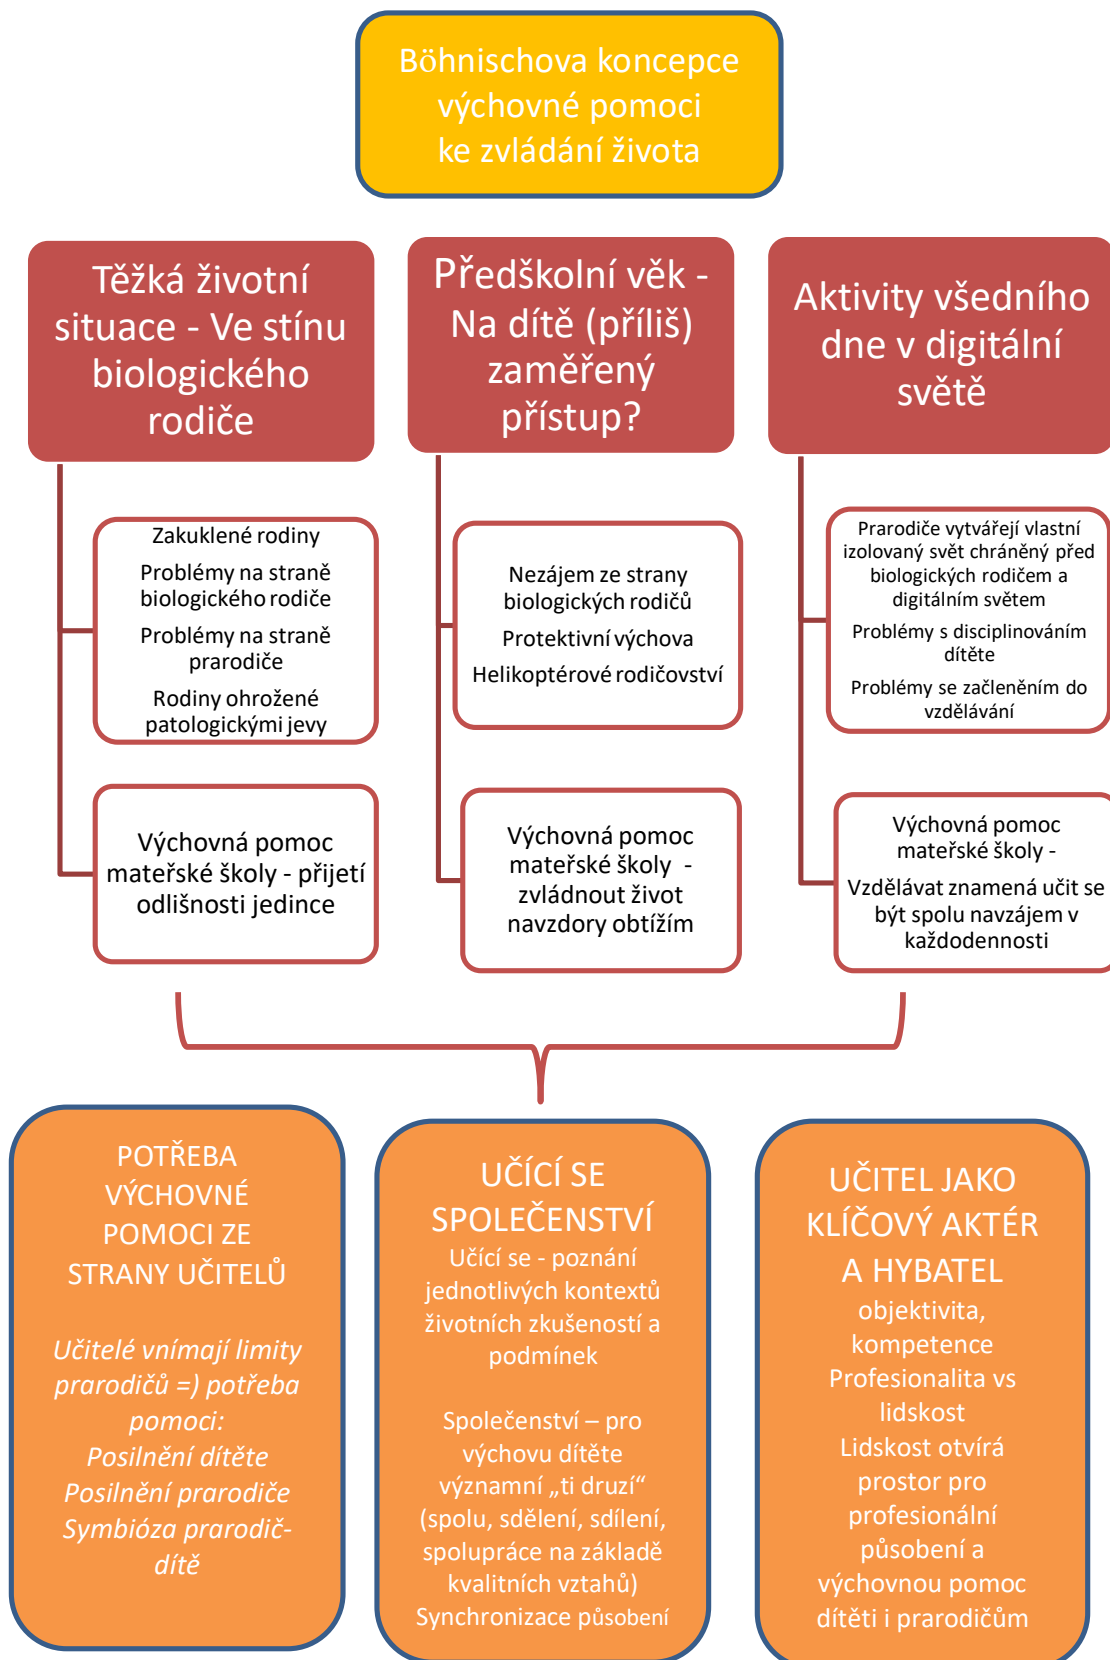 Böhnischova koncepce
výchovné pomoci
ke zvládání života
Těžká životní
situace - Ve stínu
biologického
rodiče
Zakuklené rodiny
Problémy na straně
biologického rodiče
Problémy na straně
prarodiče
Rodiny ohrožené
patologickými jevy
Výchovná pomoc
mateřské školy - přijetí
odlišnosti jedince
Předškolní věk -
Na dítě (příliš)
zaměřený
přístup?
Nezájem ze strany
biologických rodičů
Protektivní výchova
Helikoptérové rodičovství
Výchovná pomoc
mateřské školy -
zvládnout život
navzdory obtížím
Aktivity všedního
dne v digitální
světě
Prarodiče vytvářejí vlastní
izolovaný svět chráněný před
biologických rodičem a
digitálním světem
Problémy s disciplinováním
dítěte
Problémy se začleněním do
vzdělávání
Výchovná pomoc
mateřské školy -
Vzdělávat znamená učit se
být spolu navzájem v
každodennosti
POTŘEBA
VÝCHOVNÉ
POMOCI ZE
STRANY UČITELŮ
Učitelé vnímají limity
prarodičů =) potřeba
pomoci:
Posilnění dítěte
Posilnění prarodiče
Symbióza prarodič-
dítě
UČÍCÍ SE
SPOLEČENSTVÍ
Učící se - poznání
jednotlivých kontextů
životních zkušeností a
podmínek
Společenství – pro
výchovu dítěte
významní „ti druzí“
(spolu, sdělení, sdílení,
spolupráce na základě
kvalitních vztahů)
Synchronizace působení
UČITEL JAKO
KLÍČOVÝ AKTÉR
A HYBATEL
objektivita,
kompetence
Profesionalita vs
lidskost
Lidskost otvírá
prostor pro
profesionální
působení a
výchovnou pomoc
dítěti i prarodičům